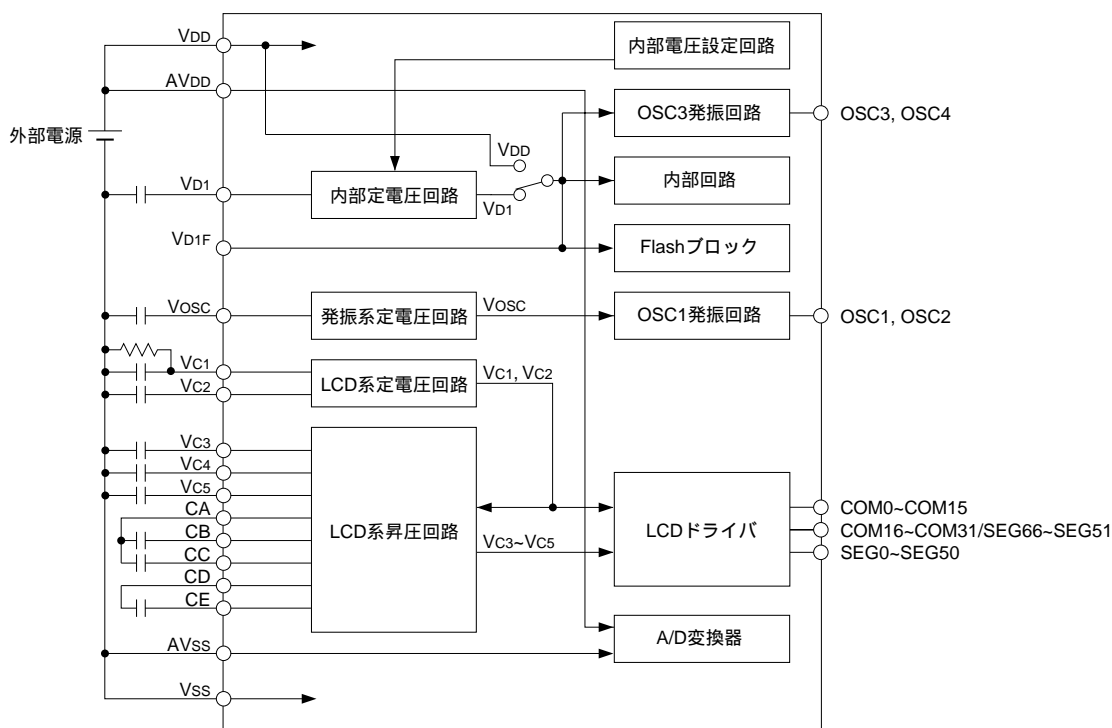 VDD
内部電圧設定回路
AVDD
OSC3発振回路
OSC3, OSC4
外部電源
VDD
VD1
内部定電圧回路
VD1
内部回路
VD1F
Flashブロック
VOSC
発振系定電圧回路
VOSC
OSC1発振回路
OSC1, OSC2
VC1
LCD系定電圧回路
VC1, VC2
VC2
VC3
VC4
VC5
CA
CB
CC
CD
CE
LCD系昇圧回路
VC3~VC5
LCDドライバ
COM0~COM15
COM16~COM31/SEG66~SEG51
SEG0~SEG50
A/D変換器
AVSS
VSS